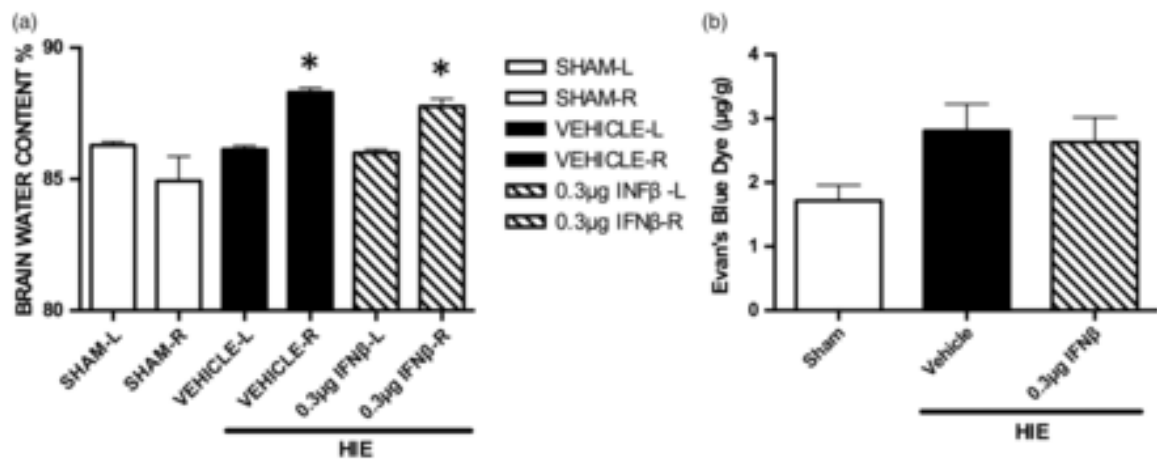 (a)
BRAIN WATER CONTENT %
90
85
80
*
*
SHAM-L
SHAM-R
VEHICLE-L
VEHICLE-R
0.3µg IFNβ-L
0.3µg IFNβ-R
HIE
SHAM-L
SHAM-R
VEHICLE-L
VEHICLE-R
0.3µg INFβ -L
0.3µg IFNβ-R
(b)
Evan's Blue Dye (µg/g)
4
3
2
1
0
Sham
Vehicle
0.3µg IFNβ
HIE